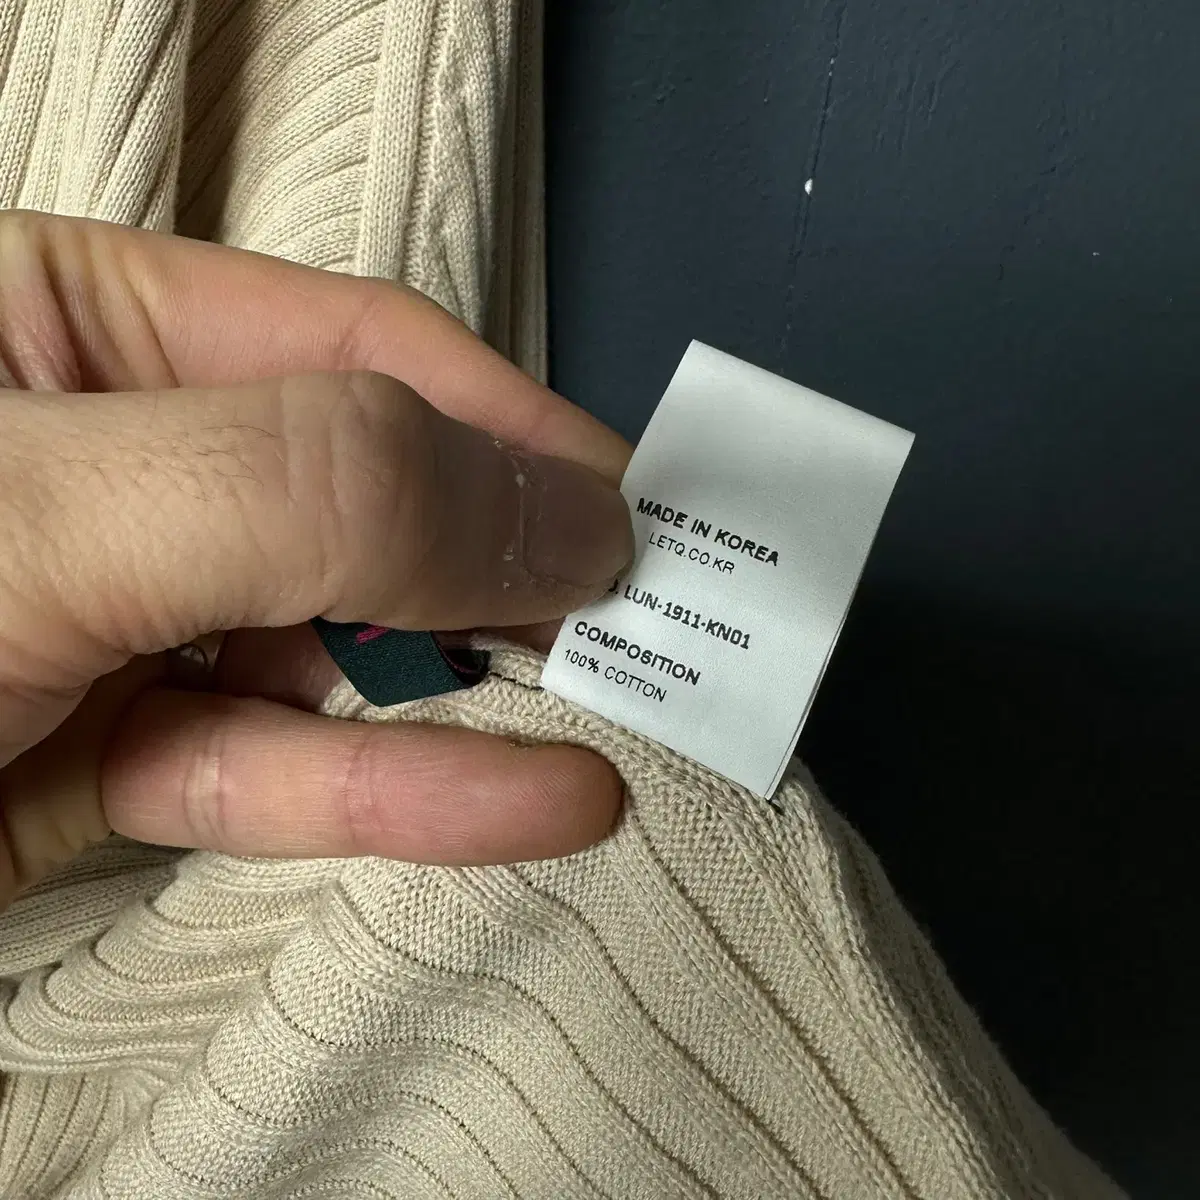 MADE IN KOREA
LETQ.CO.KR
LUN-1911-KN01
COMPOSITION
100% COTTON